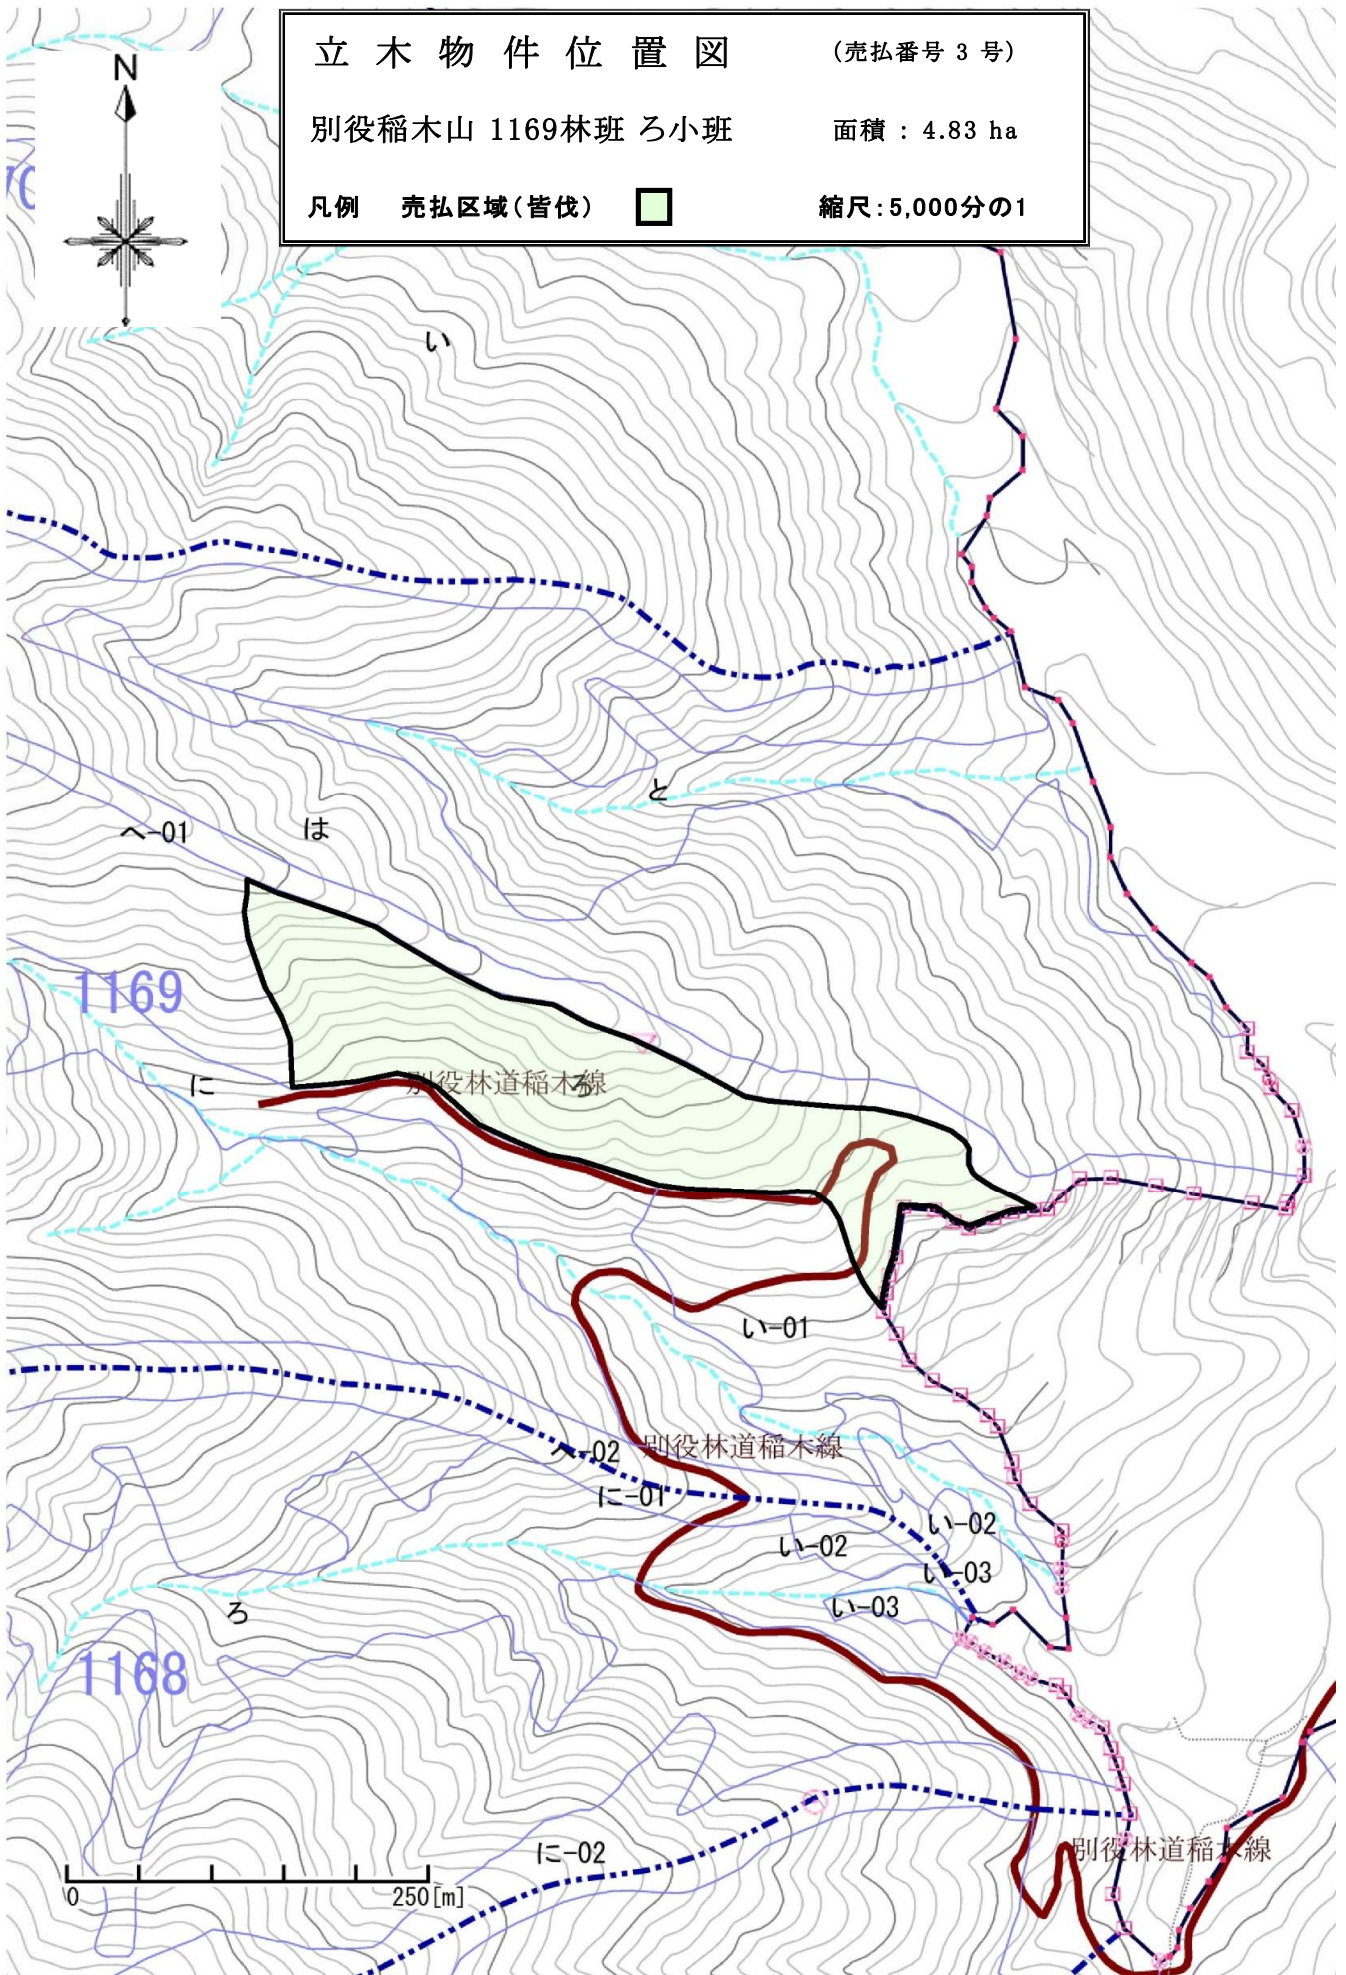 N
立木物件位置図 (売払番号 3 号)
別役稲木山 1169林班 ろ小班 面積 : 4.83 ha
凡例 売払区域(皆伐) 縮尺:5,000分の1
い
と
へ-01
は
1169
に
別役林道稲木線
ろ
い-01
へ-02
別役林道稲木線
に-01
い-02
い-02
い-03
い-03
ろ
1168
に-02
別役林道稲木線
0 250[m]